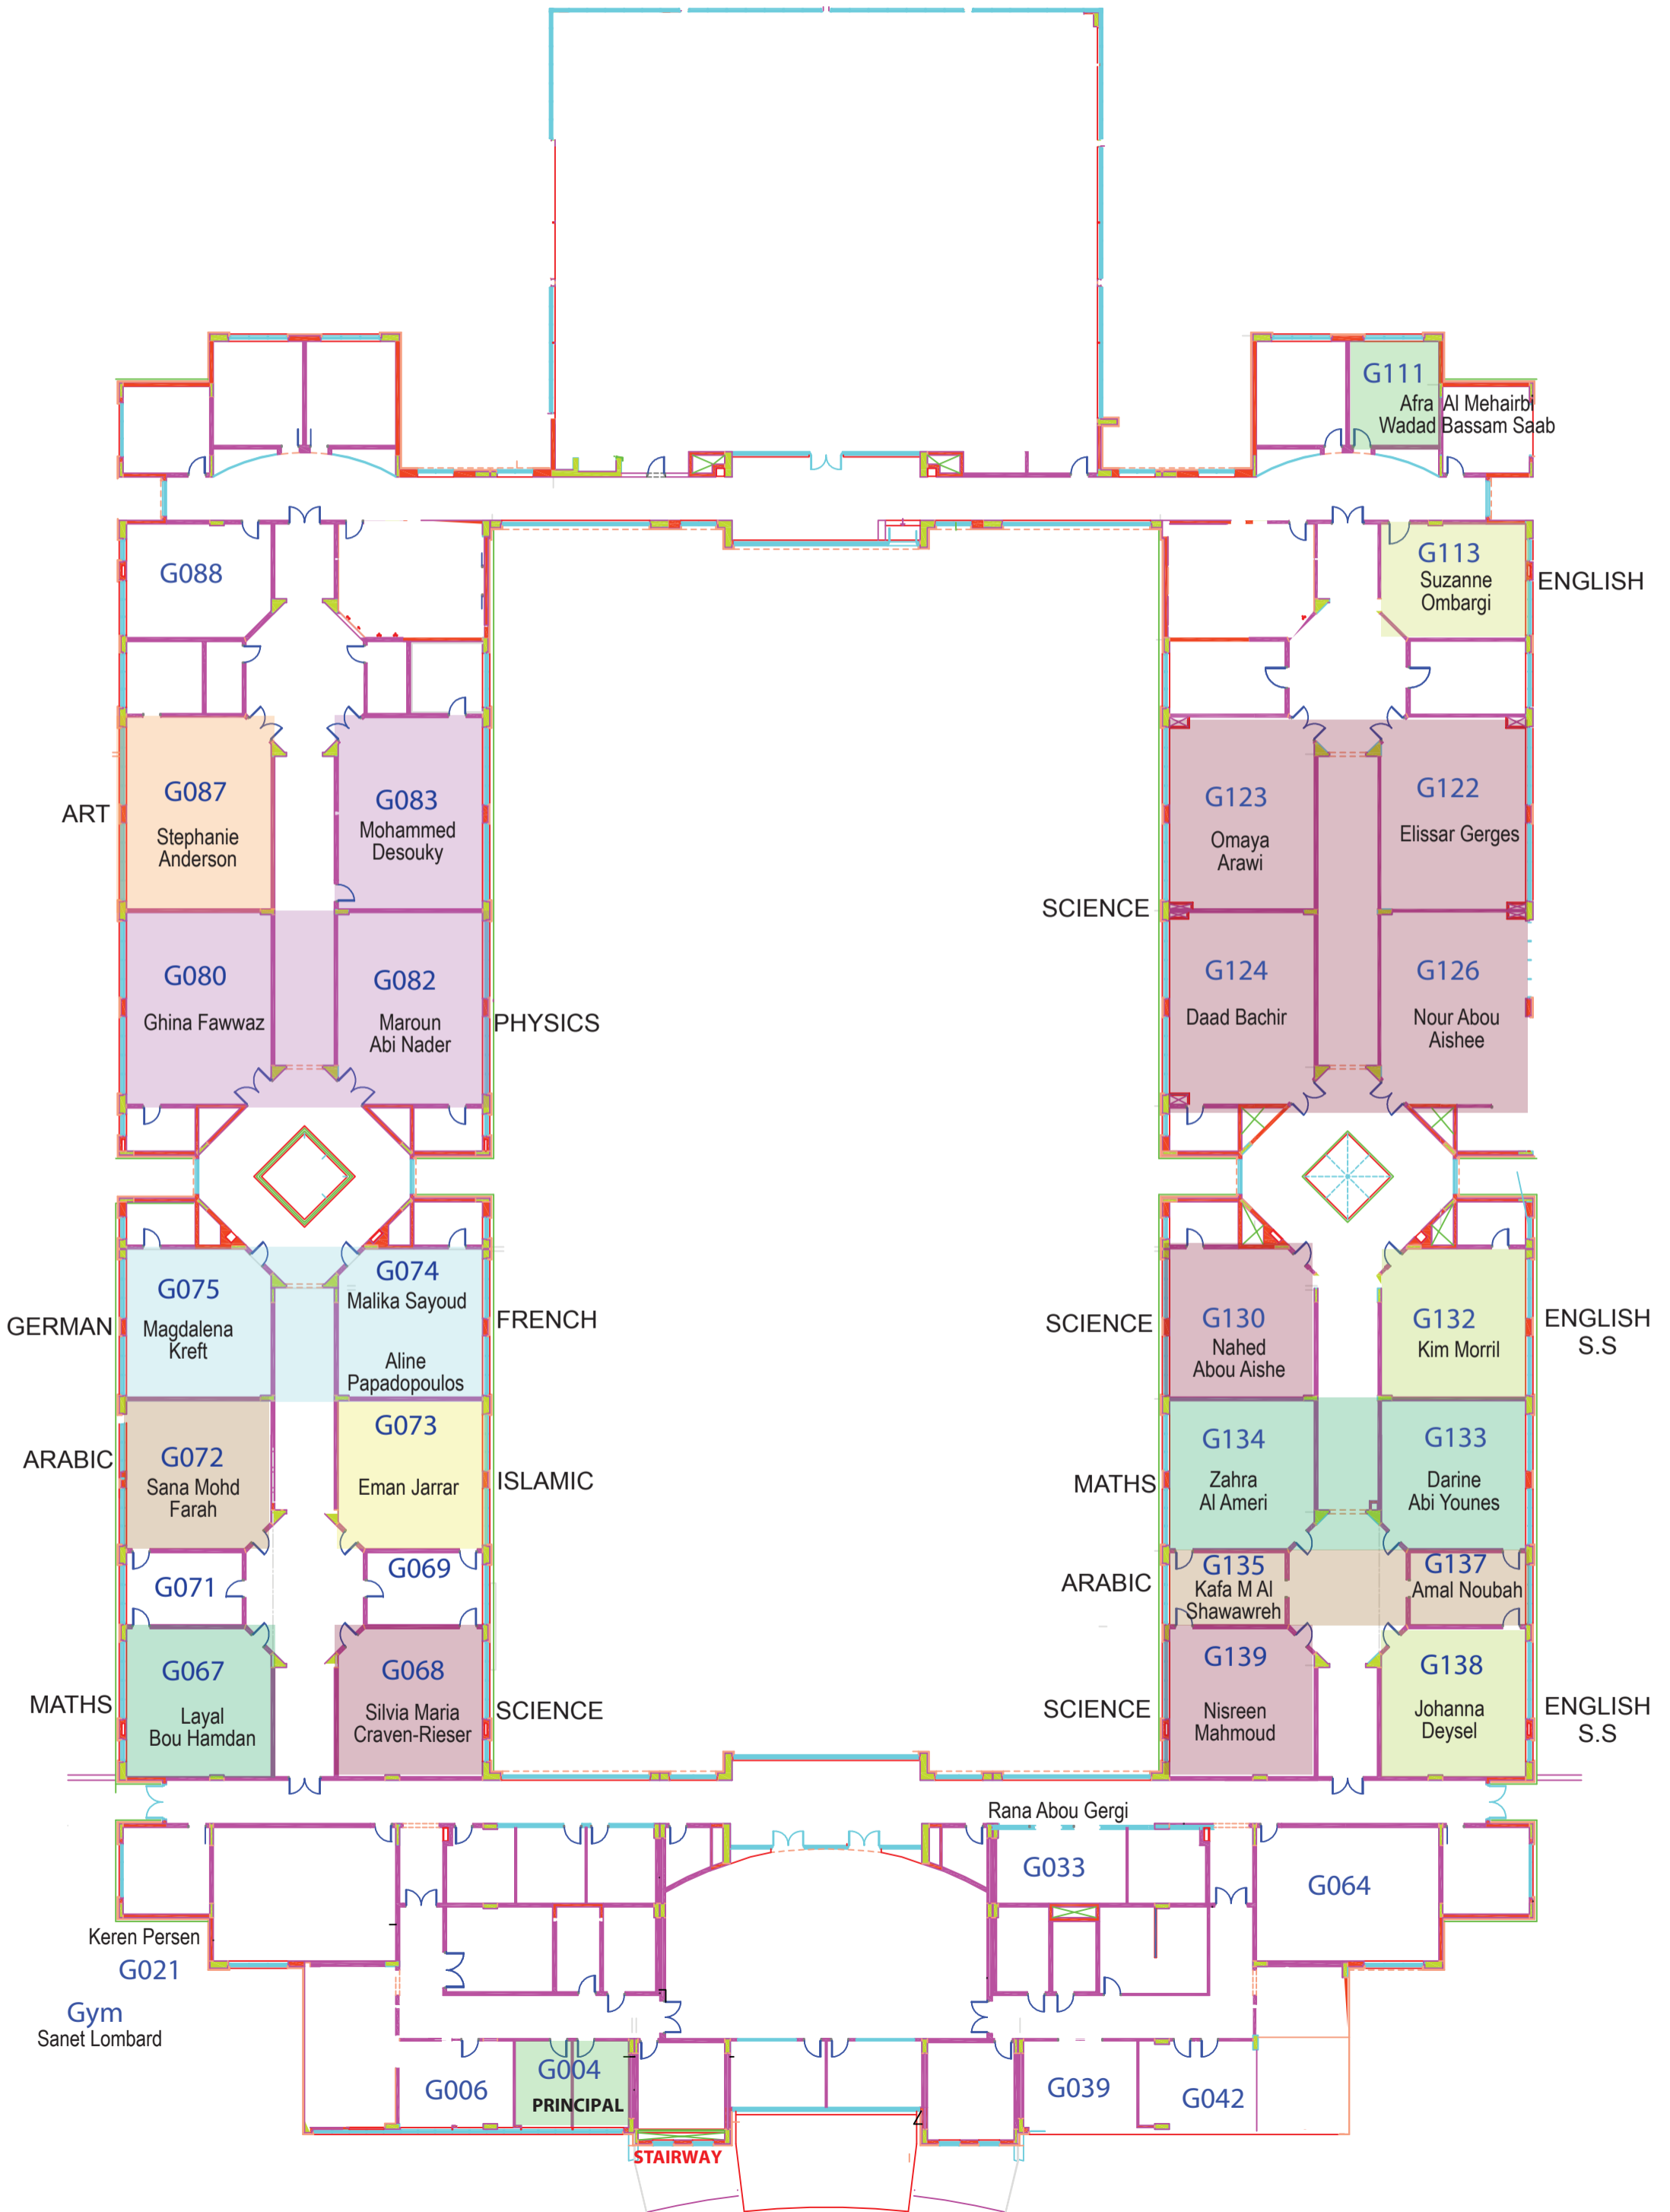 G111
Afra Al Mehairbi
Wadad Bassam Saab
G088
G113
Suzanne
Ombargi
ENGLISH
ART
G087
Stephanie
Anderson
G083
Mohammed
Desouky
G123
Omaya
Arawi
G122
Elissar Gerges
SCIENCE
G080
Ghina Fawwaz
G082
Maroun
Abi Nader
PHYSICS
G124
Daad Bachir
G126
Nour Abou
Aishee
GERMAN
G075
Magdalena
Kreft
G074
Malika Sayoud
Aline
Papadopoulos
FRENCH
SCIENCE
G130
Nahed
Abou Aishe
G132
Kim Morril
ENGLISH
S.S
ARABIC
G072
Sana Mohd
Farah
G073
Eman Jarrar
ISLAMIC
MATHS
G134
Zahra
Al Ameri
G133
Darine
Abi Younes
G071
G069
ARABIC
G135
Kafa M Al
Shawawreh
G137
Amal Noubah
MATHS
G067
Layal
Bou Hamdan
G068
Silvia Maria
Craven-Rieser
SCIENCE
SCIENCE
G139
Nisreen
Mahmoud
G138
Johanna
Deysel
ENGLISH
S.S
Rana Abou Gergi
G033
G064
Keren Persen
G021
Gym
Sanet Lombard
G006
G004
PRINCIPAL
G039
G042
STAIRWAY